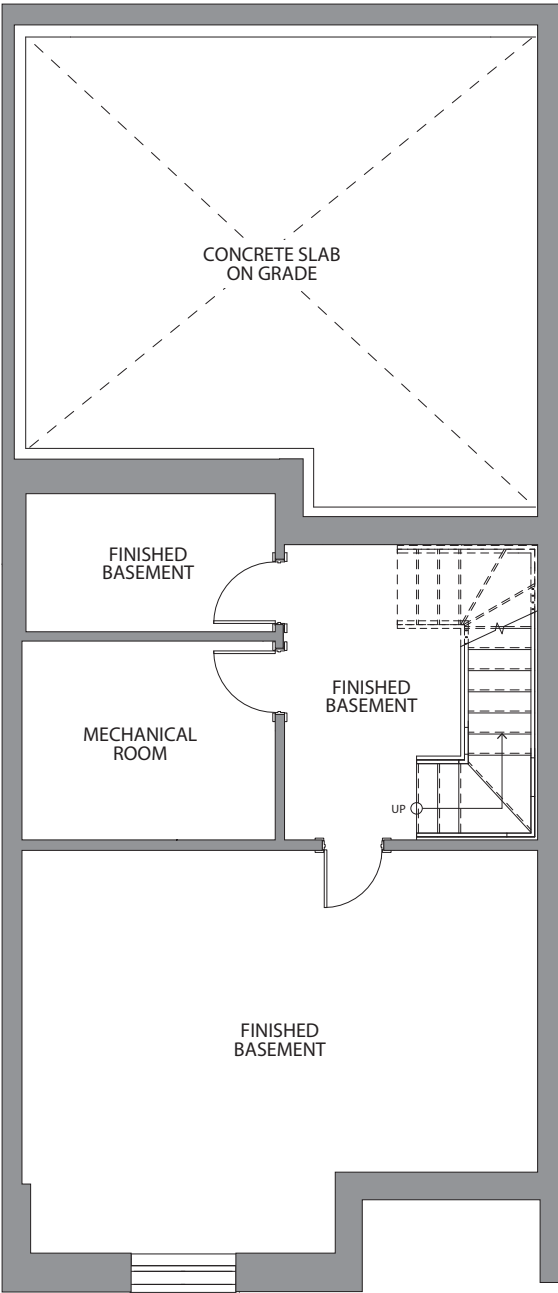 CONCRETE SLAB
ON GRADE
FINISHED
BASEMENT
FINISHED
BASEMENT
MECHANICAL
ROOM
UP
FINISHED
BASEMENT